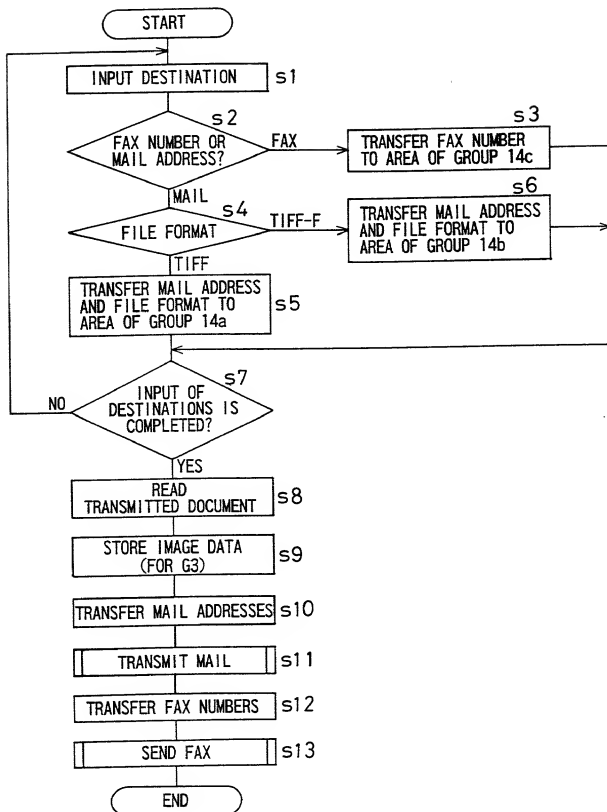 START
INPUT DESTINATION
s1
s2
FAX NUMBER OR
MAIL ADDRESS?
FAX
s3
TRANSFER FAX NUMBER
TO AREA OF GROUP 14c
MAIL
s4
FILE FORMAT
TIFF-F
s6
TRANSFER MAIL ADDRESS
AND FILE FORMAT TO
AREA OF GROUP 14b
TIFF
TRANSFER MAIL ADDRESS
AND FILE FORMAT TO
AREA OF GROUP 14a
s5
s7
INPUT OF
DESTINATIONS IS
COMPLETED?
NO
YES
READ
TRANSMITTED DOCUMENT
s8
STORE IMAGE DATA
(FOR G3)
s9
TRANSFER MAIL ADDRESSES
s10
TRANSMIT MAIL
s11
TRANSFER FAX NUMBERS
s12
SEND FAX
s13
END